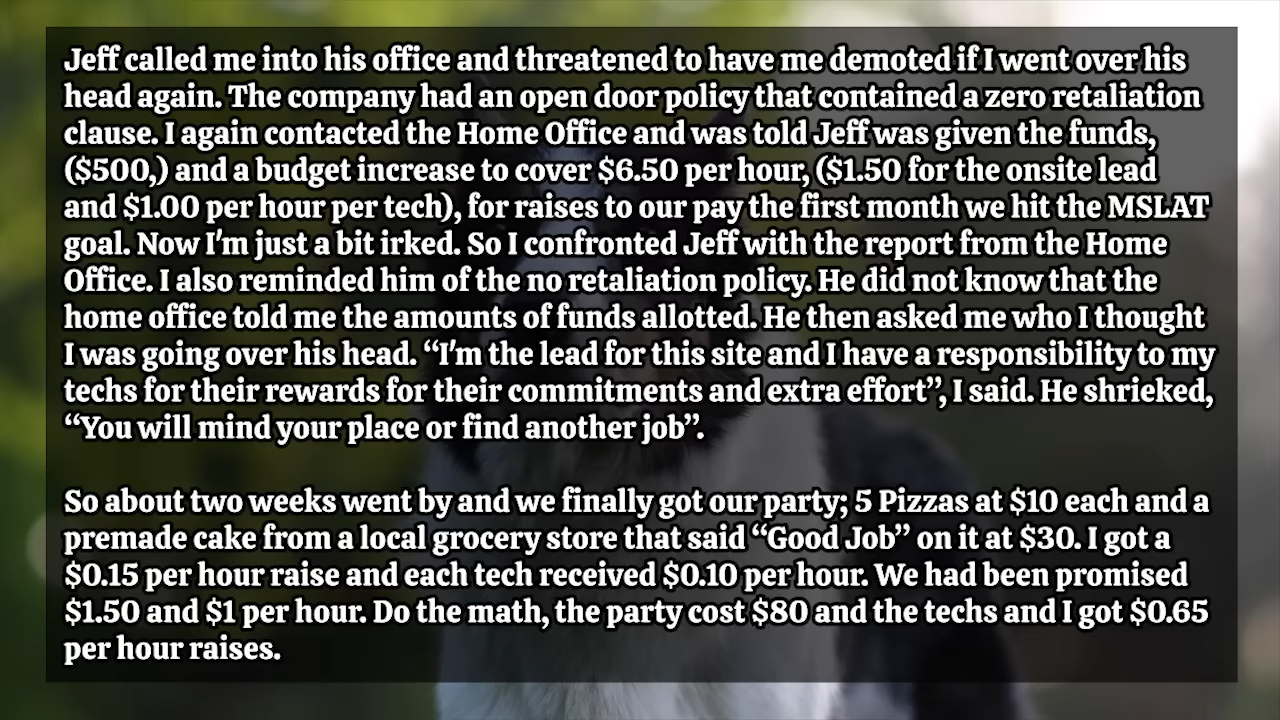 Jeff called me into his office and threatened to have me demoted if I went over his
head again. The company had an open door policy that contained a zero retaliation
clause. I again contacted the Home Office and was told Jeff was given the funds,
($500,) and a budget increase to cover $6.50 per hour, ($1.50 for the onsite lead
and $1.00 per hour per tech), for raises to our pay the first month we hit the MSLAT
goal. Now I'm just a bit irked. So I confronted Jeff with the report from the Home
Office. I also reminded him of the no retaliation policy. He did not know that the
home office told me the amounts of funds allotted. He then asked me who I thought
I was going over his head. “I'm the lead for this site and I have a responsibility to my
techs for their rewards for their commitments and extra effort”, I said. He shrieked,
“You will mind your place or find another job”.

So about two weeks went by and we finally got our party; 5 Pizzas at $10 each and a
premade cake from a local grocery store that said “Good Job” on it at $30. I got a
$0.15 per hour raise and each tech received $0.10 per hour. We had been promised
$1.50 and $1 per hour. Do the math, the party cost $80 and the techs and I got $0.65
per hour raises.